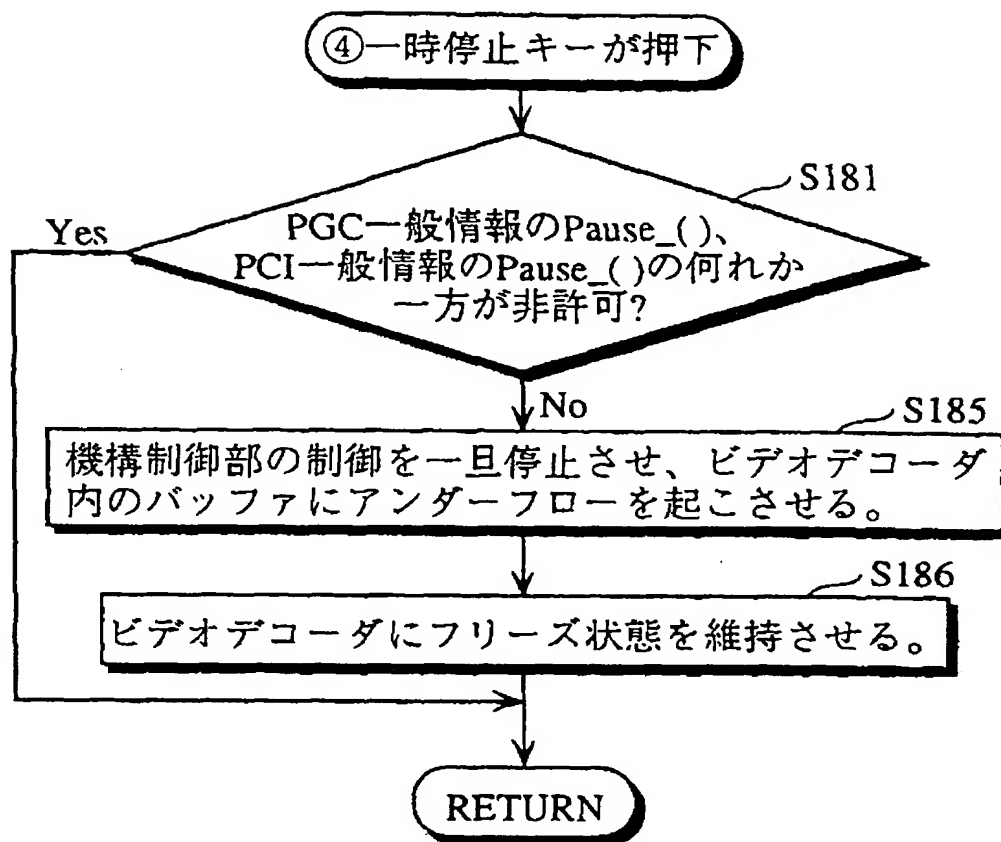 ④一時停止キーが押下
S181
Yes
PGC一般情報のPause_( )、
PCI一般情報のPause_( )の何れか
一方が非許可?
No
S185
機構制御部の制御を一旦停止させ、ビデオデコーダ
内のバッファにアンダーフローを起こさせる。
S186
ビデオデコーダにフリーズ状態を維持させる。
RETURN